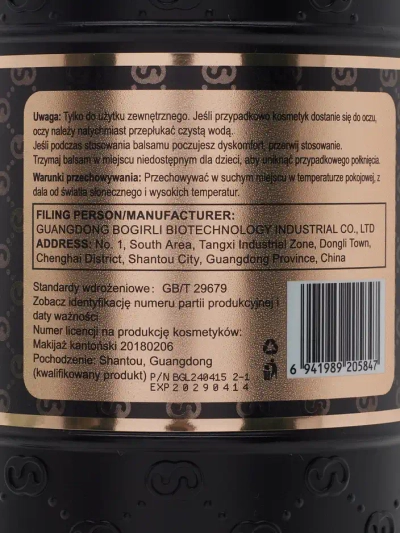 Uwaga: Tylko do użytku zewnętrznego. Jeśli przypadkowo kosmetyk dostanie się do oczu,
oczy należy natychmiast przepłukać czystą wodą.
Jeśli podczas stosowania balsamu poczujesz dyskomfort, przerwij stosowanie.
Trzymaj balsam w miejscu niedostępnym dla dzieci, aby uniknąć przypadkowego połknięcia.
Warunki przechowywania: Przechowywać w suchym miejscu w temperaturze pokojowej, z
dala od światła słonecznego i wysokich temperatur.
FILING PERSON/MANUFACTURER:
GUANGDONG BOGIRLI BIOTECHNOLOGY INDUSTRIAL CO., LTD
ADDRESS: No. 1, South Area, Tangxi Industrial Zone, Dongli Town,
Chenghai District, Shantou City, Guangdong Province, China
Standardy wdrożeniowe: GB/T 29679
Zobacz identyfikację numeru partii produkcyjnej i
daty ważności
Numer licencji na produkcję kosmetyków:
Makijaż kantoński 20180206
Pochodzenie: Shantou, Guangdong
(kwalifikowany produkt) P/N BGL240415 2-1
EXP 20290414
6 941989 205847